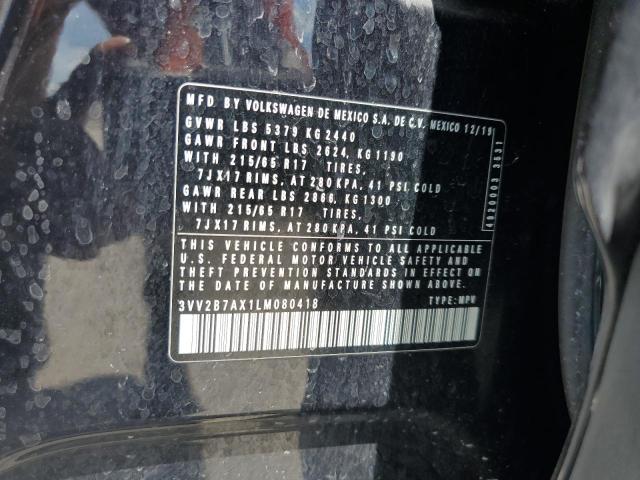 MFD BY VOLKSWAGEN DE MEXICO S.A. DE C.V. MEXICO 12/19
GVWR LBS 5379 KG 2440
GAWR FRONT LBS 2624, KG 1190
WITH 215/65 R17 TIRES,
7JX17 RIMS, AT 280 KPA, 41 PSI COLD
GAWR REAR LBS 2866, KG 1300
WITH 215/65 R17 TIRES,
7JX17 RIMS, AT 280 KPA, 41 PSI COLD
THIS VEHICLE CONFORMS TO ALL APPLICABLE
U.S. FEDERAL MOTOR VEHICLE SAFETY AND
THEFT PREVENTION STANDARDS IN EFFECT ON
THE DATE OF MANUFACTURE SHOWN ABOVE.
3VV2B7AX1LM080418 TYPE: MPV
4920003 3531